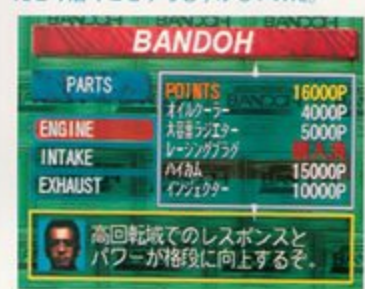 BANDOH
PARTS
ENGINE
INTAKE
EXHAUST
POINTS 16000P
オイルクーラー 4000P
大容量ラジエター 5000P
レーシングプラグ 購入済
ハイカム 15000P
インジェクター 10000P
高回転域でのレスポンスと
パワーが格段に向上するぞ。